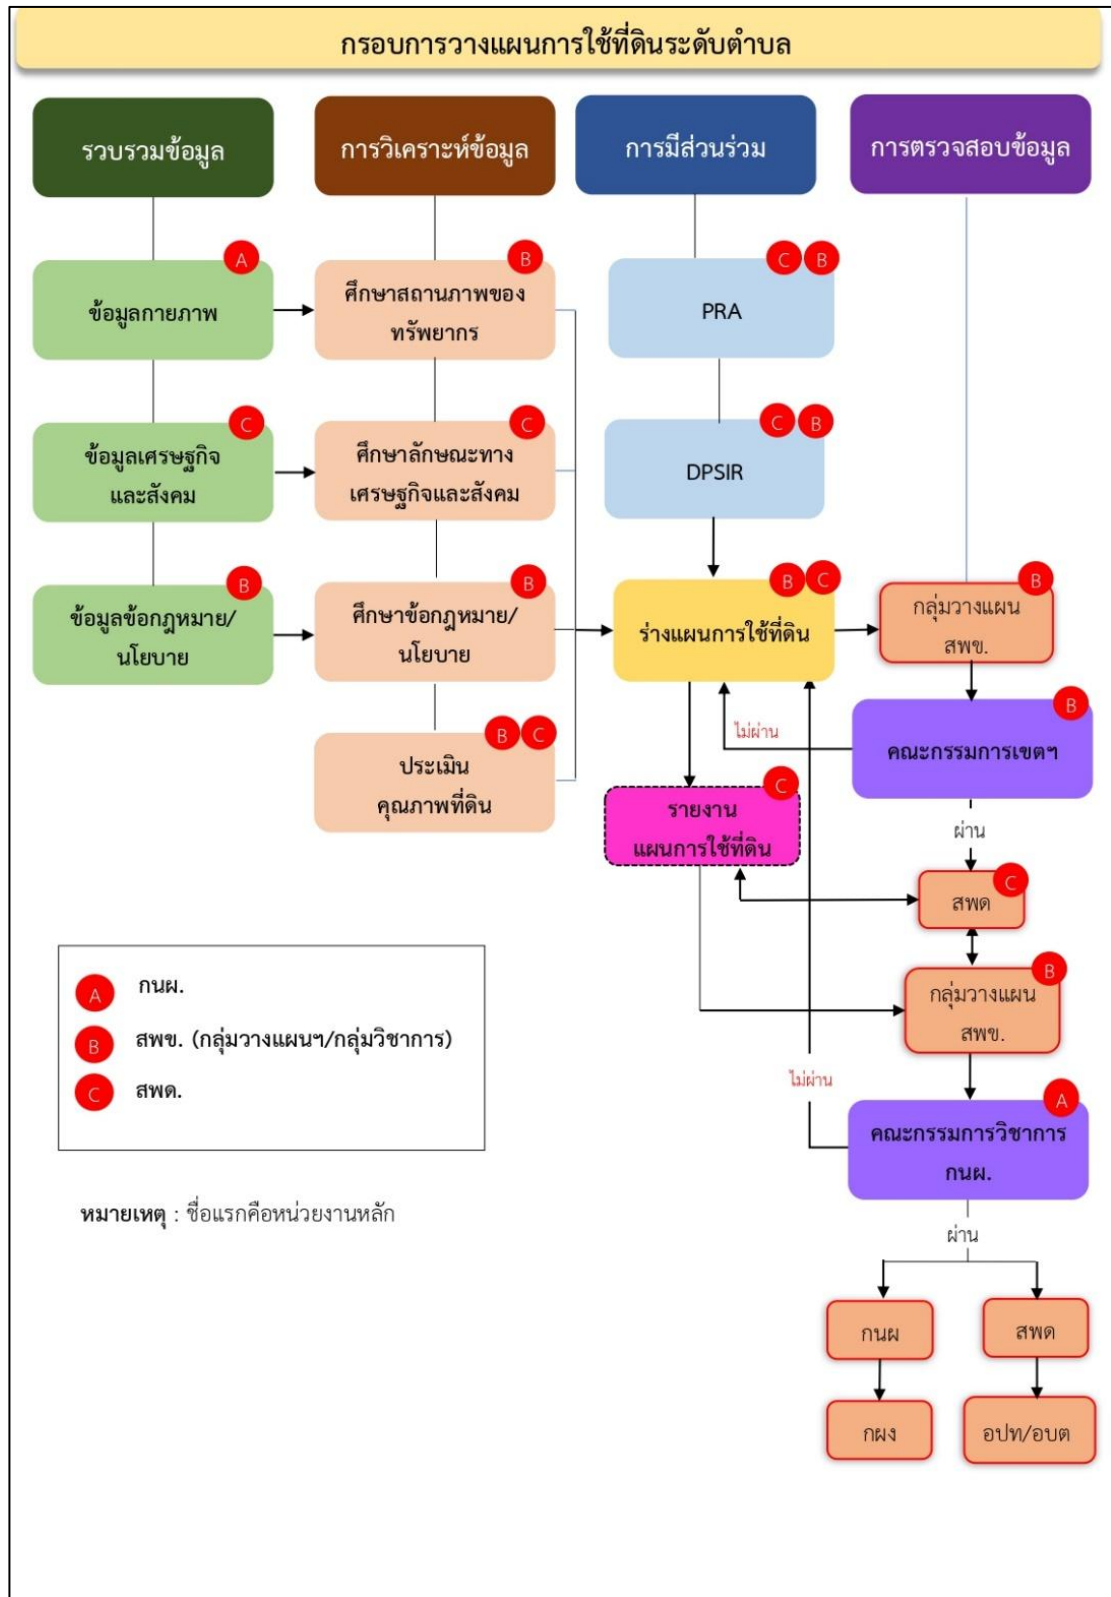 กรอบการวางแผนการใช้ที่ดินระดับตำบล
รวบรวมข้อมูล
การวิเคราะห์ข้อมูล
การมีส่วนร่วม
การตรวจสอบข้อมูล
A
ข้อมูลกายภาพ
B
ศึกษาสถานภาพของ
ทรัพยากร
C B
PRA
C
ข้อมูลเศรษฐกิจ
และสังคม
C
ศึกษาลักษณะทาง
เศรษฐกิจและสังคม
C B
DPSIR
B
ข้อมูลข้อกฎหมาย/
นโยบาย
B
ศึกษาข้อกฎหมาย/
นโยบาย
B C
ร่างแผนการใช้ที่ดิน
B
กลุ่มวางแผน
สพข.
B C
ประเมิน
คุณภาพที่ดิน
ไม่ผ่าน
B
คณะกรรมการเขตฯ
C
รายงาน
แผนการใช้ที่ดิน
ผ่าน
C
สพด
B
กลุ่มวางแผน
สพข.
A กนผ.
B สพข. (กลุ่มวางแผนฯ/กลุ่มวิชาการ)
C สพด.
ไม่ผ่าน
A
คณะกรรมการวิชาการ
กนผ.
หมายเหตุ : ชื่อแรกคือหน่วยงานหลัก
ผ่าน
กนผ
สพด
กผง
อปท/อบต